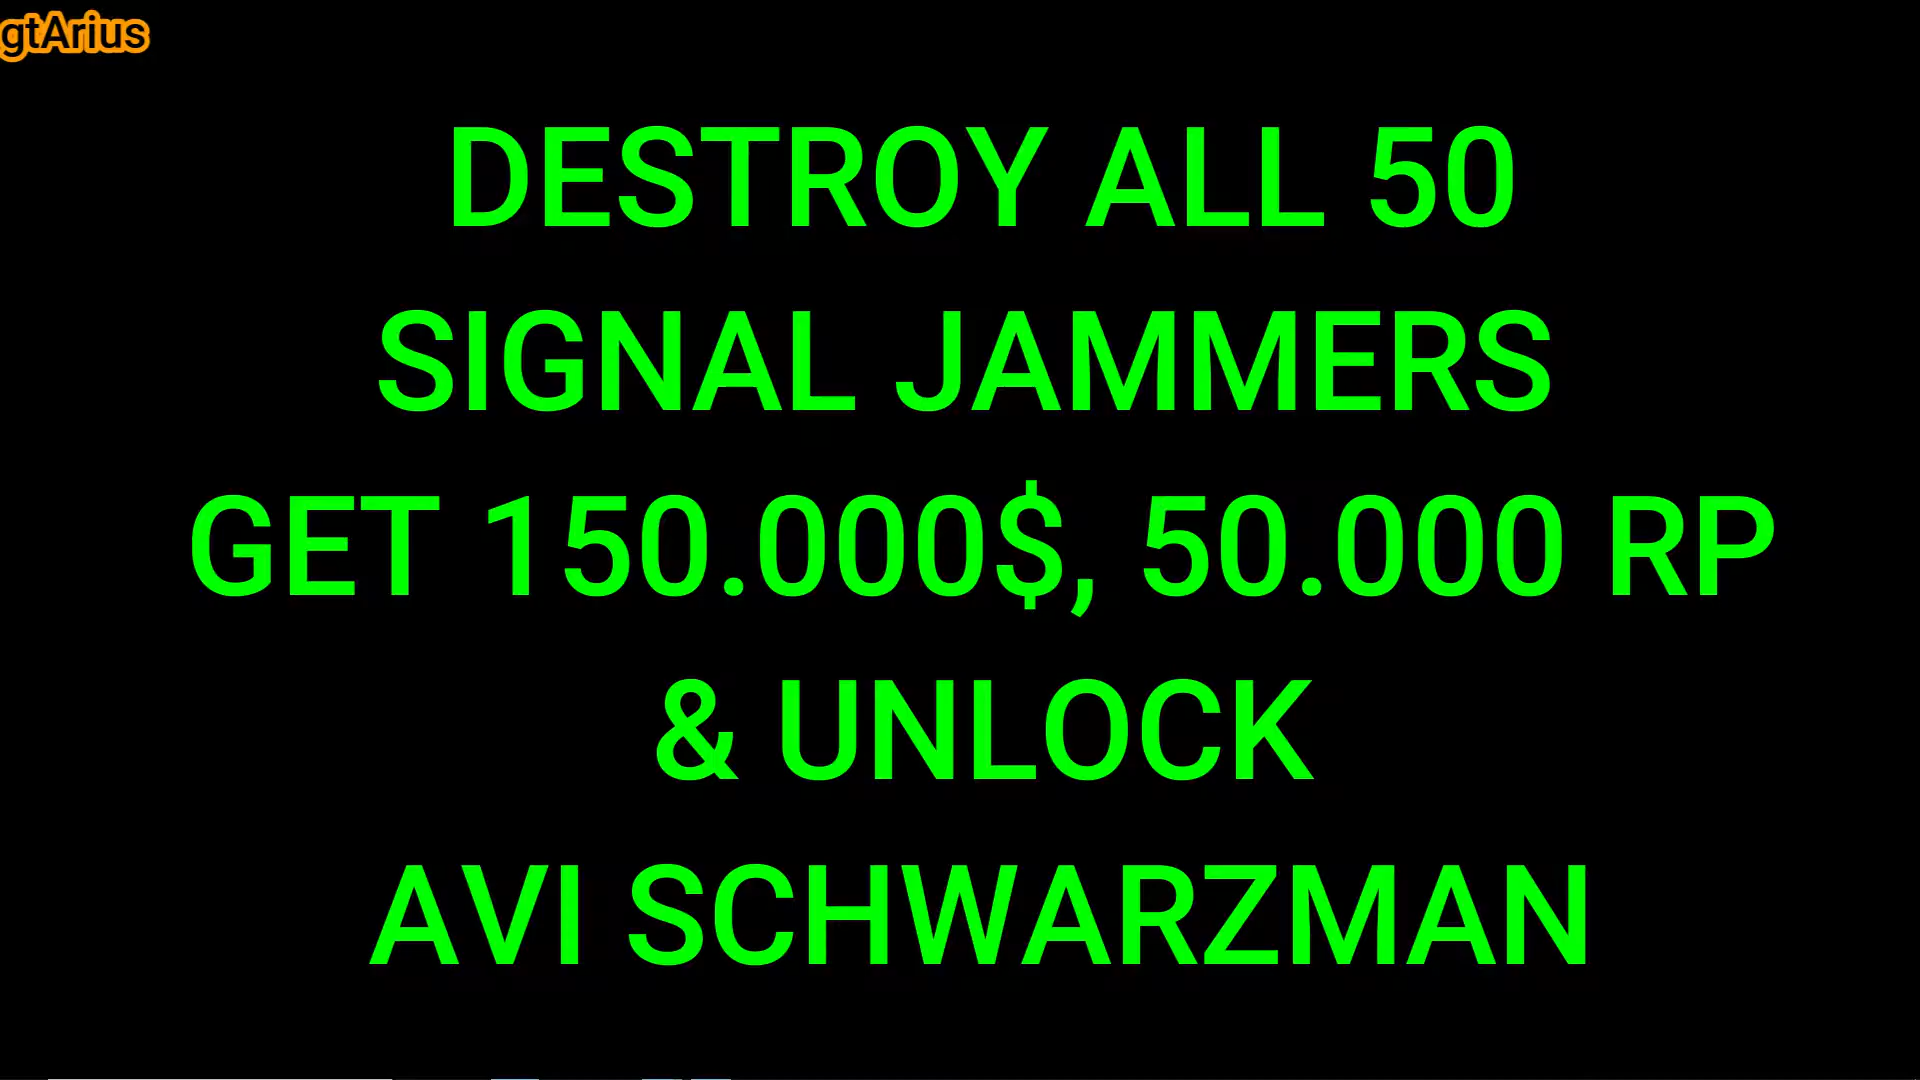 gtArius
DESTROY ALL 50
SIGNAL JAMMERS
GET 150.000$, 50.000 RP
& UNLOCK
AVI SCHWARZMAN